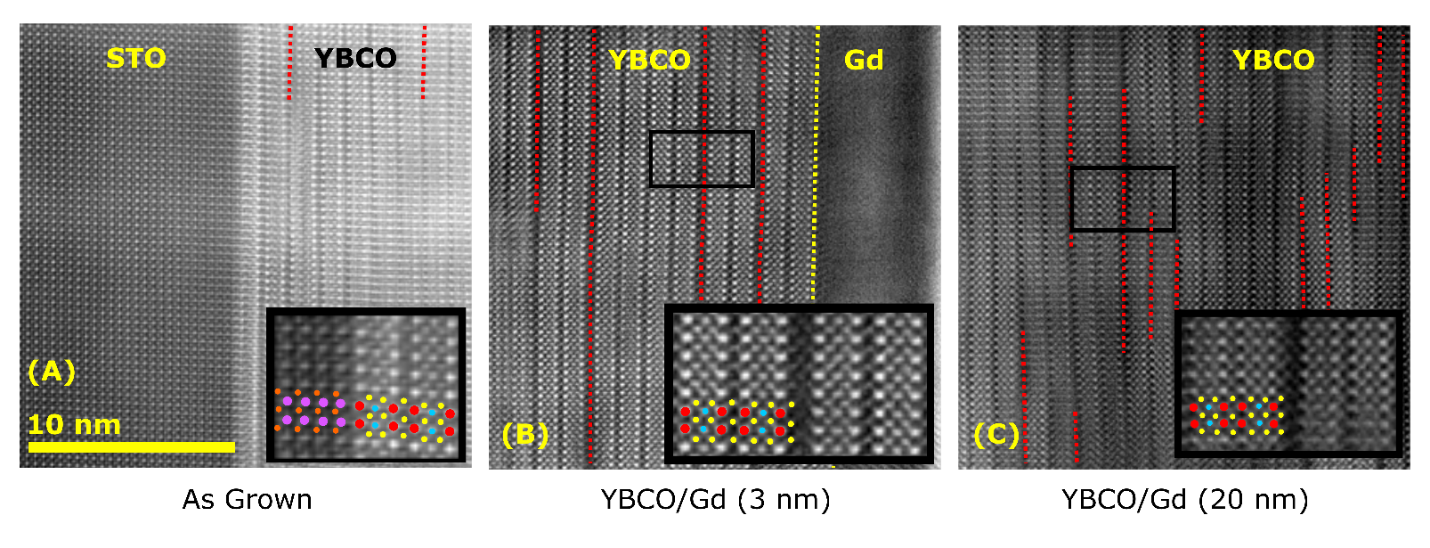 STO
YBCO
(A)
10 nm
YBCO
Gd
(B)
YBCO
(C)
As Grown
YBCO/Gd (3 nm)
YBCO/Gd (20 nm)